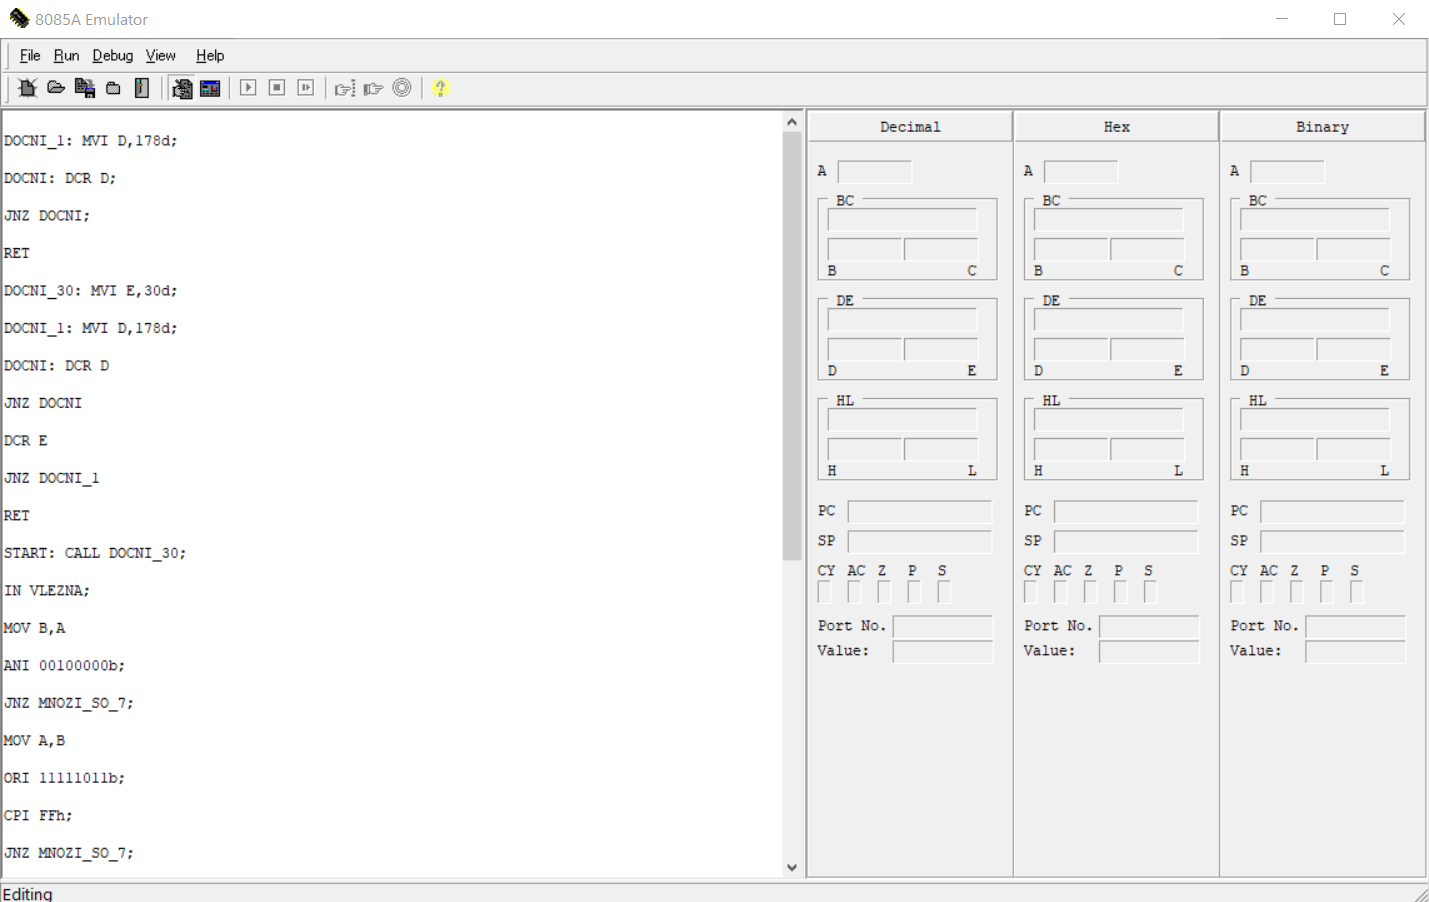 8085A Emulator
File Run Debug View Help
DOCNI_1: MVI D,178d;
DOCNI: DCR D;
JNZ DOCNI;
RET
DOCNI_30: MVI E,30d;
DOCNI_1: MVI D,178d;
DOCNI: DCR D
JNZ DOCNI
DCR E
JNZ DOCNI_1
RET
START: CALL DOCNI_30;
IN VLEZNA;
MOV B,A
ANI 00100000b;
JNZ MNOZI_SO_7;
MOV A,B
ORI 11111011b;
CPI FFh;
JNZ MNOZI_SO_7;
Decimal
A
BC
B C
DE
D E
HL
H L
PC
SP
CY AC Z P S
Port No.
Value:
Hex
A
BC
B C
DE
D E
HL
H L
PC
SP
CY AC Z P S
Port No.
Value:
Binary
A
BC
B C
DE
D E
HL
H L
PC
SP
CY AC Z P S
Port No.
Value:
Editing